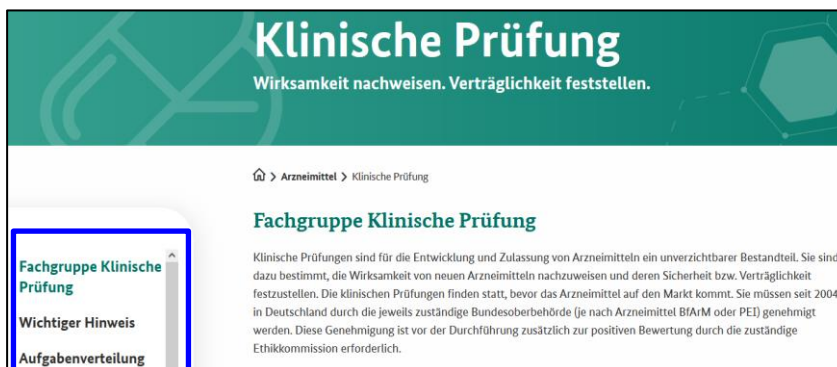 Klinische Prüfung
Wirksamkeit nachweisen. Verträglichkeit feststellen.
Arzneimittel > Klinische Prüfung
Fachgruppe Klinische Prüfung
Wichtiger Hinweis
Aufgabenverteilung
Fachgruppe Klinische Prüfung
Klinische Prüfungen sind für die Entwicklung und Zulassung von Arzneimitteln ein unverzichtbarer Bestandteil. Sie sind
dazu bestimmt, die Wirksamkeit von neuen Arzneimitteln nachzuweisen und deren Sicherheit bzw. Verträglichkeit
festzustellen. Die klinischen Prüfungen finden statt, bevor das Arzneimittel auf den Markt kommt. Sie müssen seit 2004
in Deutschland durch die jeweils zuständige Bundesoberbehörde (je nach Arzneimittel BfArM oder PEI) genehmigt
werden. Diese Genehmigung ist vor der Durchführung zusätzlich zur positiven Bewertung durch die zuständige
Ethikkommission erforderlich.